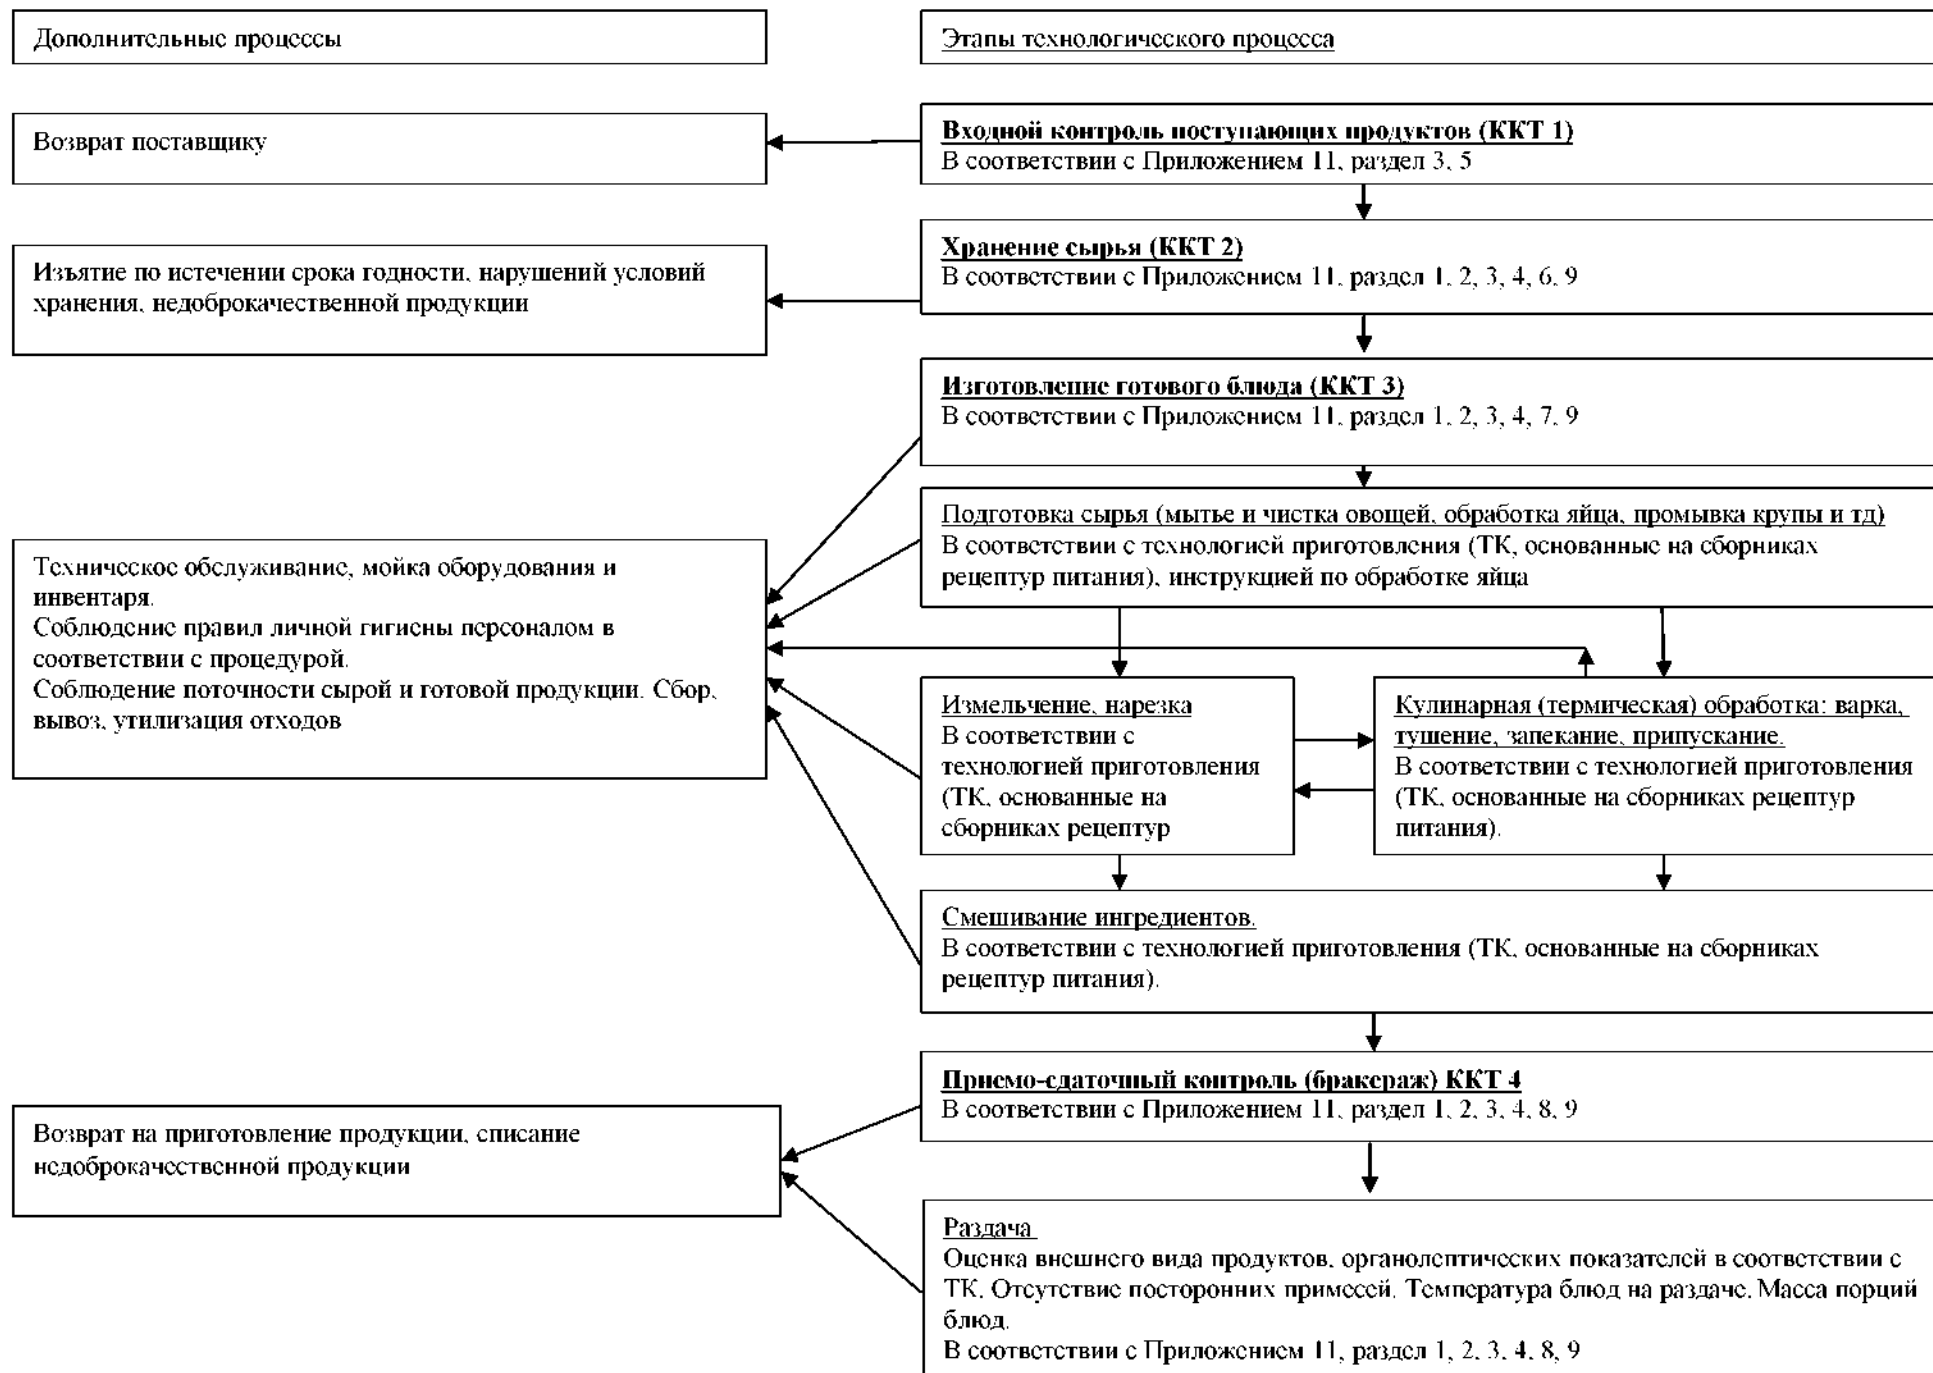 Дополнительные процессы
Этапы технологического процесса
Возврат поставщику
Входной контроль поступающих продуктов (ККТ 1)
В соответствии с Приложением 11, раздел 3, 5
Изъятие по истечении срока годности, нарушений условий
хранения, недоброкачественной продукции
Хранение сырья (ККТ 2)
В соответствии с Приложением 11, раздел 1, 2, 3, 4, 6, 9
Изготовление готового блюда (ККТ 3)
В соответствии с Приложением 11, раздел 1, 2, 3, 4, 7, 9
Подготовка сырья (мытье и чистка овощей, обработка яйца, промывка крупы и тд)
В соответствии с технологией приготовления (ТК, основанные на сборниках
рецептур питания), инструкцией по обработке яйца
Техническое обслуживание, мойка оборудования и
инвентаря.
Соблюдение правил личной гигиены персоналом в
соответствии с процедурой.
Соблюдение поточности сырой и готовой продукции. Сбор,
вывоз, утилизация отходов
Измельчение, нарезка
В соответствии с
технологией приготовления
(ТК, основанные на
сборниках рецептур
Кулинарная (термическая) обработка: варка,
тушение, запекание, припускание.
В соответствии с технологией приготовления
(ТК, основанные на сборниках рецептур
питания).
Смешивание ингредиентов.
В соответствии с технологией приготовления (ТК, основанные на сборниках
рецептур питания).
Приемо-сдаточный контроль (бракераж) ККТ 4
В соответствии с Приложением 11, раздел 1, 2, 3, 4, 8, 9
Возврат на приготовление продукции, списание
недоброкачественной продукции
Раздача
Оценка внешнего вида продуктов, органолептических показателей в соответствии с
ТК. Отсутствие посторонних примесей. Температура блюд на раздаче. Масса порций
блюд.
В соответствии с Приложением 11, раздел 1, 2, 3, 4, 8, 9